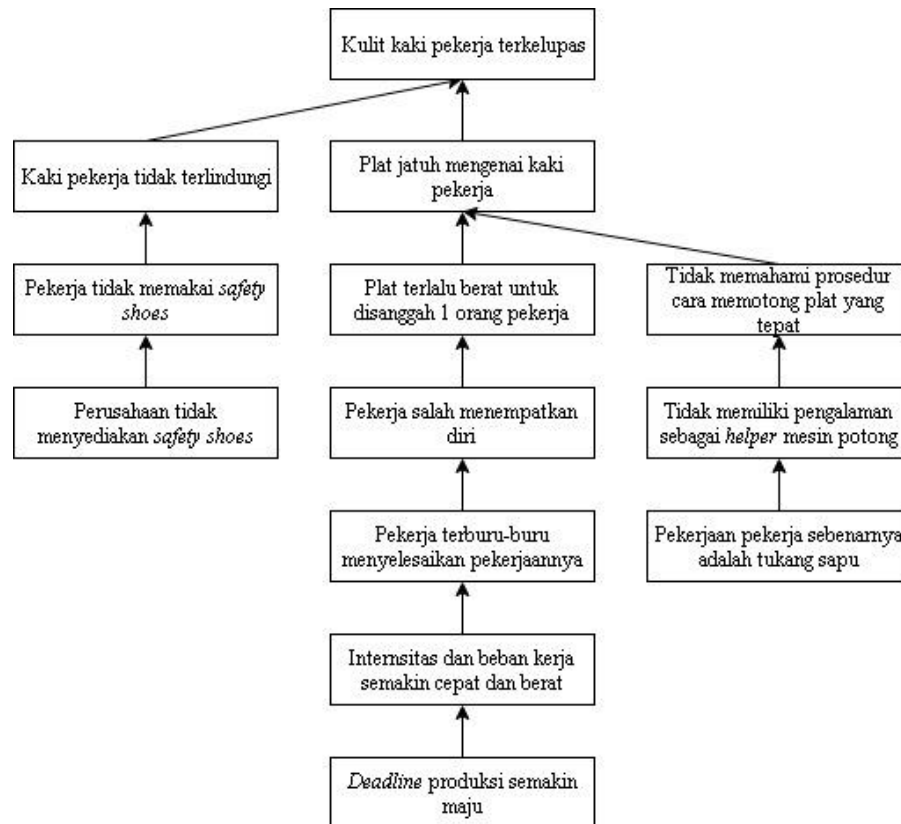 Kulit kaki pekerja terkelupas
Kaki pekerja tidak terlindungi
Plat jatuh mengenai kaki
pekerja
Pekerja tidak memakai safety
shoes
Plat terlalu berat untuk
disanggah 1 orang pekerja
Tidak memahami prosedur
cara memotong plat yang
tepat
Perusahaan tidak
menyediakan safety shoes
Pekerja salah menempatkan
diri
Tidak memiliki pengalaman
sebagai helper mesin potong
Pekerja terburu-buru
menyelesaikan pekerjaannya
Pekerjaan pekerja sebenarnya
adalah tukang sapu
Internsitas dan beban kerja
semakin cepat dan berat
Deadline produksi semakin
maju